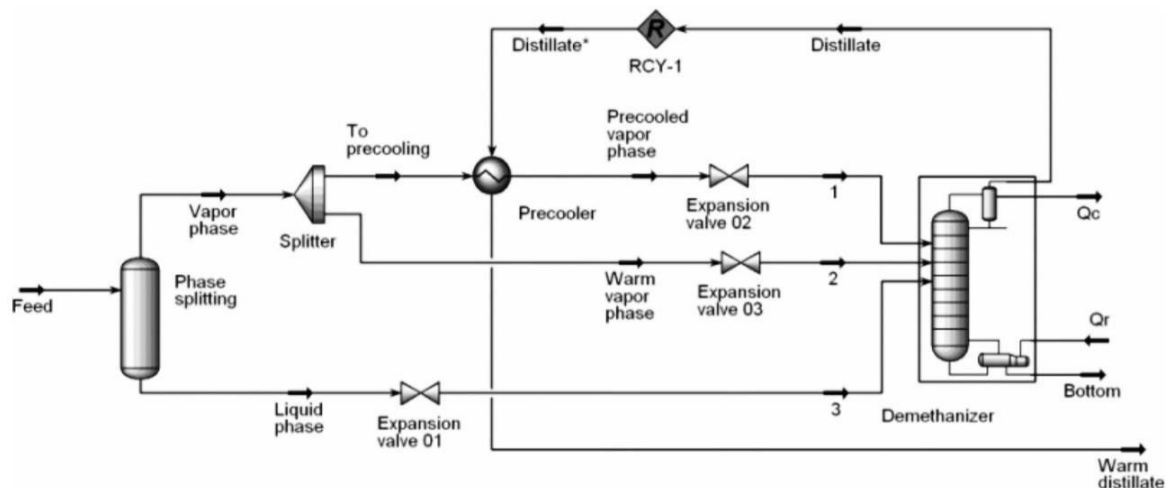 Distillate*
R
RCY-1
Distillate
To
precooling
Precooled
vapor
phase
1
Vapor
phase
Splitter
Precooler
Expansion
valve 02
Qc
Feed
Phase
splitting
Warm
vapor
phase
Expansion
valve 03
2
Qr
Liquid
phase
Expansion
valve 01
3
Demethanizer
Bottom
Warm
distillate